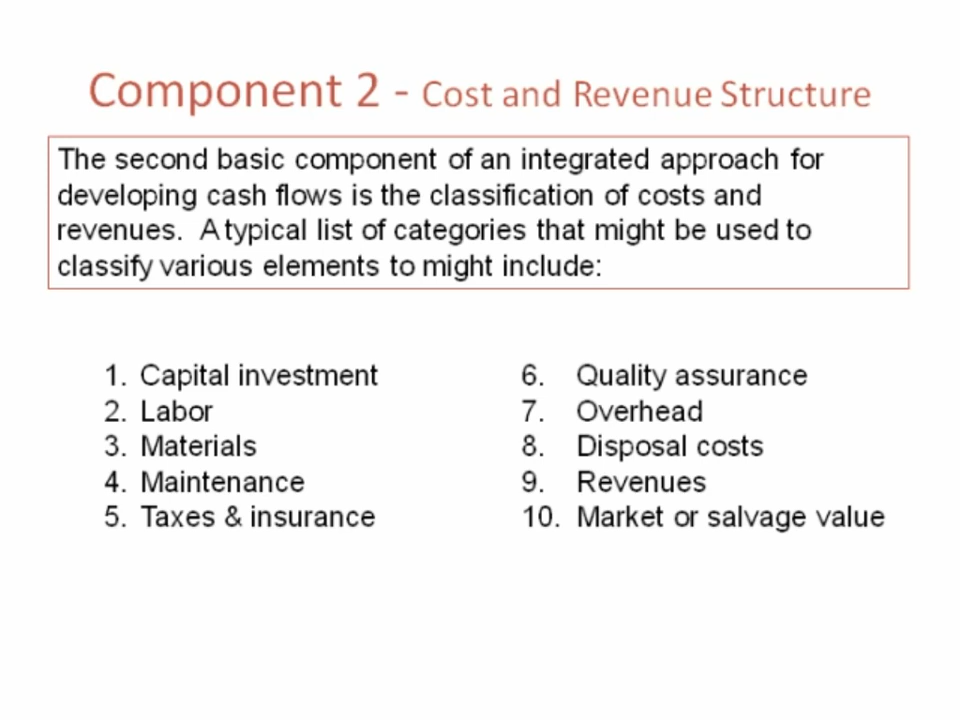 Component 2 - Cost and Revenue Structure
The second basic component of an integrated approach for
developing cash flows is the classification of costs and
revenues. A typical list of categories that might be used to
classify various elements to might include:
1. Capital investment
2. Labor
3. Materials
4. Maintenance
5. Taxes & insurance
6. Quality assurance
7. Overhead
8. Disposal costs
9. Revenues
10. Market or salvage value